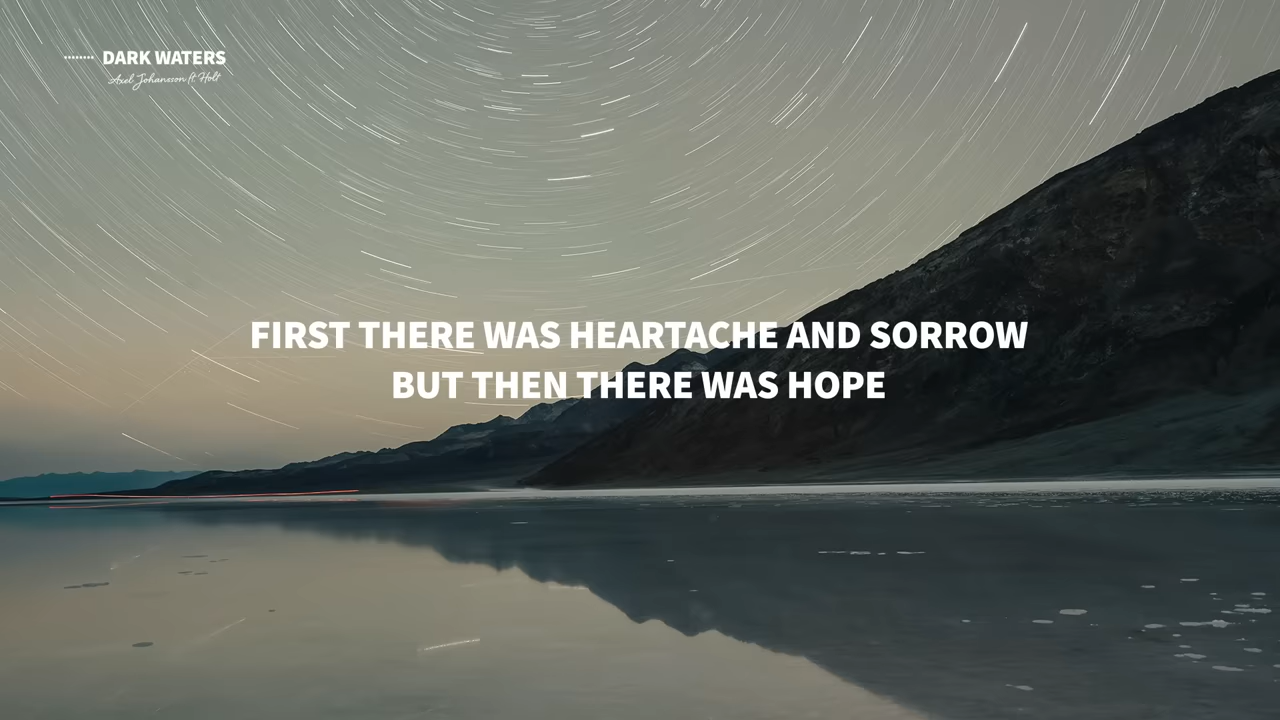 DARK WATERS
Axel Johansson ft. Holt
FIRST THERE WAS HEARTACHE AND SORROW
BUT THEN THERE WAS HOPE